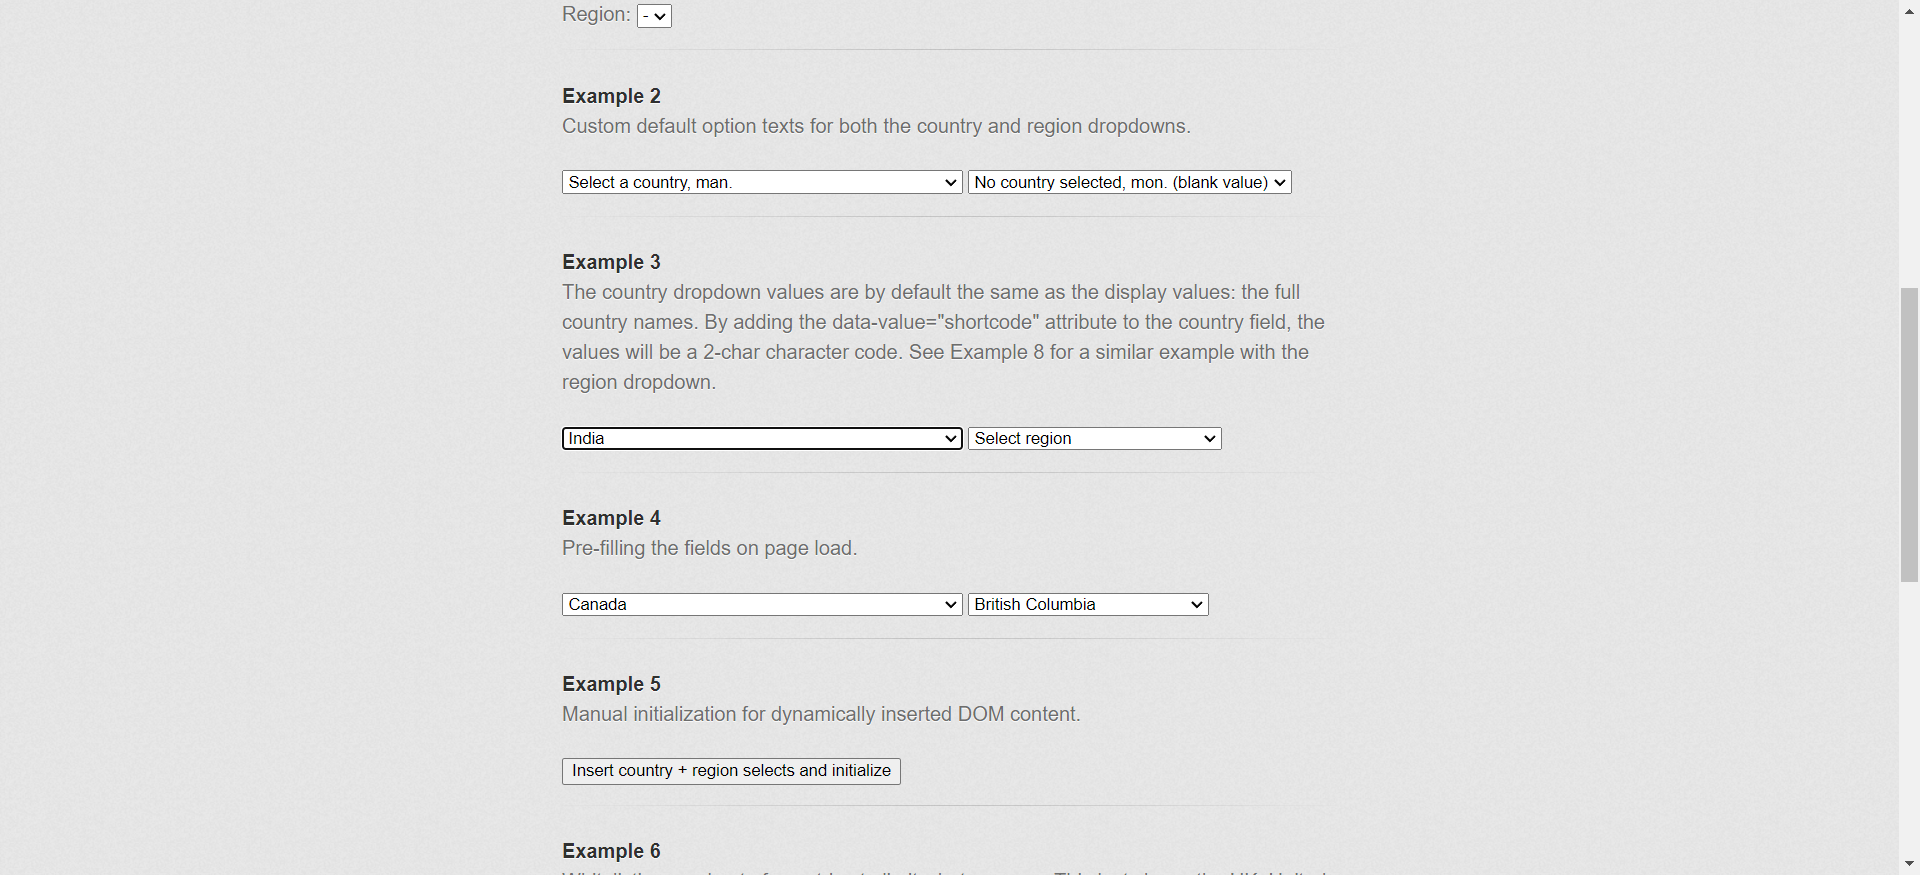 Region: -
Example 2
Custom default option texts for both the country and region dropdowns.
Select a country, man. No country selected, mon. (blank value)
Example 3
The country dropdown values are by default the same as the display values: the full
country names. By adding the data-value="shortcode" attribute to the country field, the
values will be a 2-char character code. See Example 8 for a similar example with the
region dropdown.
India Select region
Example 4
Pre-filling the fields on page load.
Canada British Columbia
Example 5
Manual initialization for dynamically inserted DOM content.
Insert country + region selects and initialize
Example 6